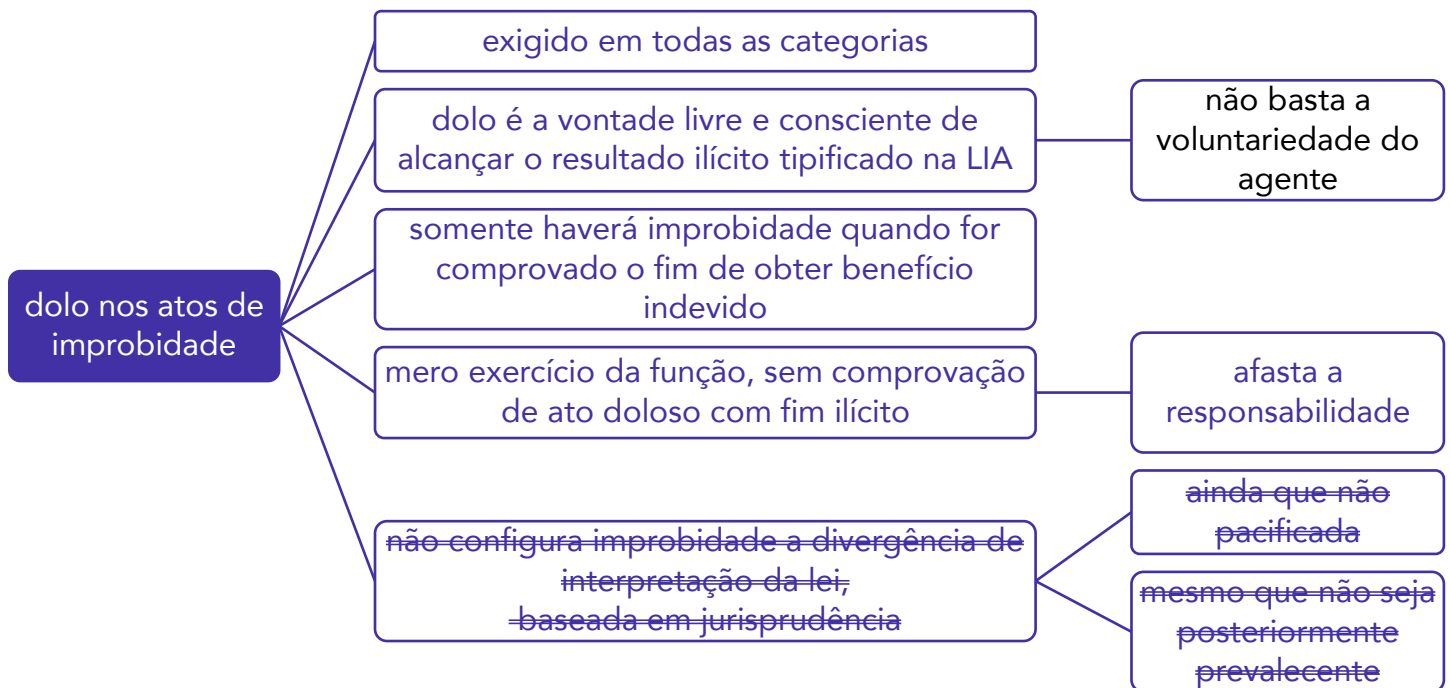 dolo nos atos de
improbidade
exigido em todas as categorias
dolo é a vontade livre e consciente de
alcançar o resultado ilícito tipificado na LIA
não basta a
voluntariedade do
agente
somente haverá improbidade quando for
comprovado o fim de obter benefício
indevido
mero exercício da função, sem comprovação
de ato doloso com fim ilícito
afasta a
responsabilidade
não configura improbidade a divergência de
interpretação da lei,
baseada em jurisprudência
ainda que não
pacificada
mesmo que não seja
posteriormente
prevalecente